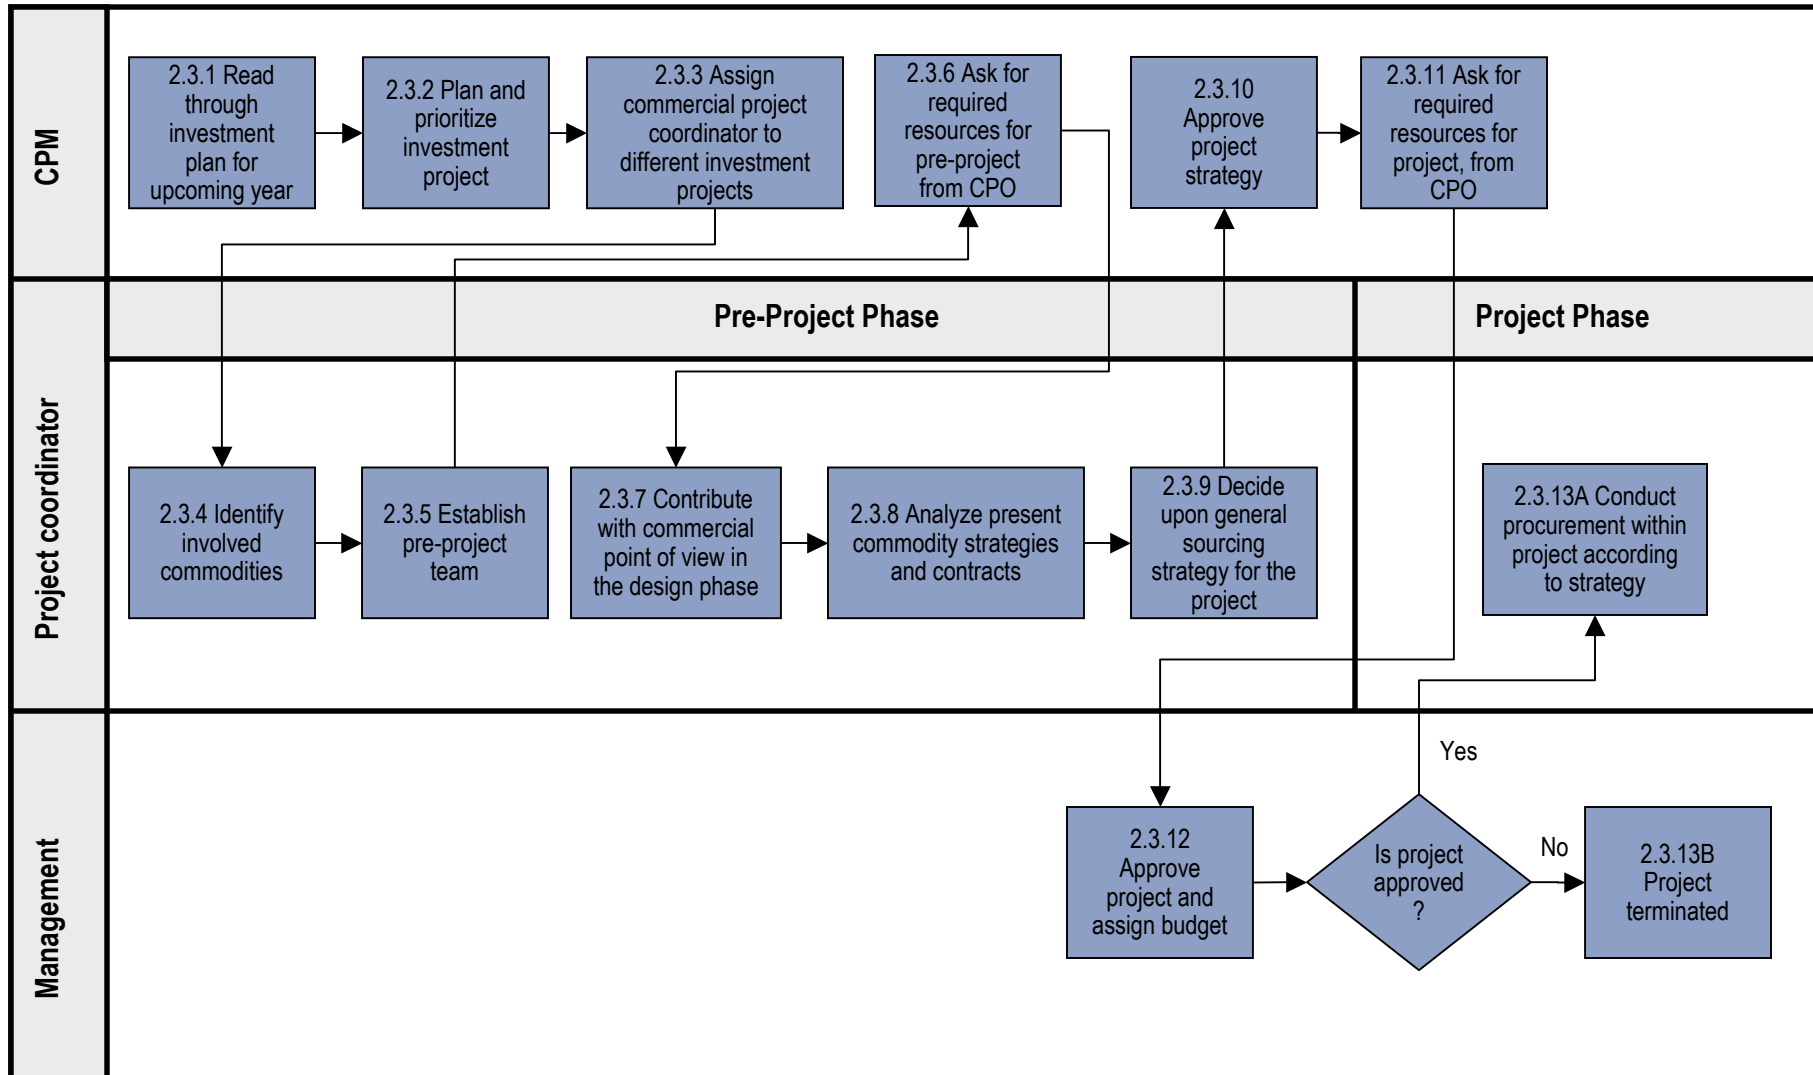 CPM
2.3.1 Read
through
investment
plan for
upcoming year
2.3.2 Plan and
prioritize
investment
project
2.3.3 Assign
commercial project
coordinator to
different investment
projects
2.3.6 Ask for
required
resources for
pre-project
from CPO
2.3.10
Approve
project
strategy
2.3.11 Ask for
required
resources for
project, from
CPO
Pre-Project Phase
Project Phase
Project coordinator
2.3.4 Identify
involved
commodities
2.3.5 Establish
pre-project
team
2.3.7 Contribute
with commercial
point of view in
the design phase
2.3.8 Analyze present
commodity strategies
and contracts
2.3.9 Decide
upon general
sourcing
strategy for the
project
2.3.13A Conduct
procurement within
project according
to strategy
Management
2.3.12
Approve
project and
assign budget
Is project
approved
?
Yes
No
2.3.13B
Project
terminated